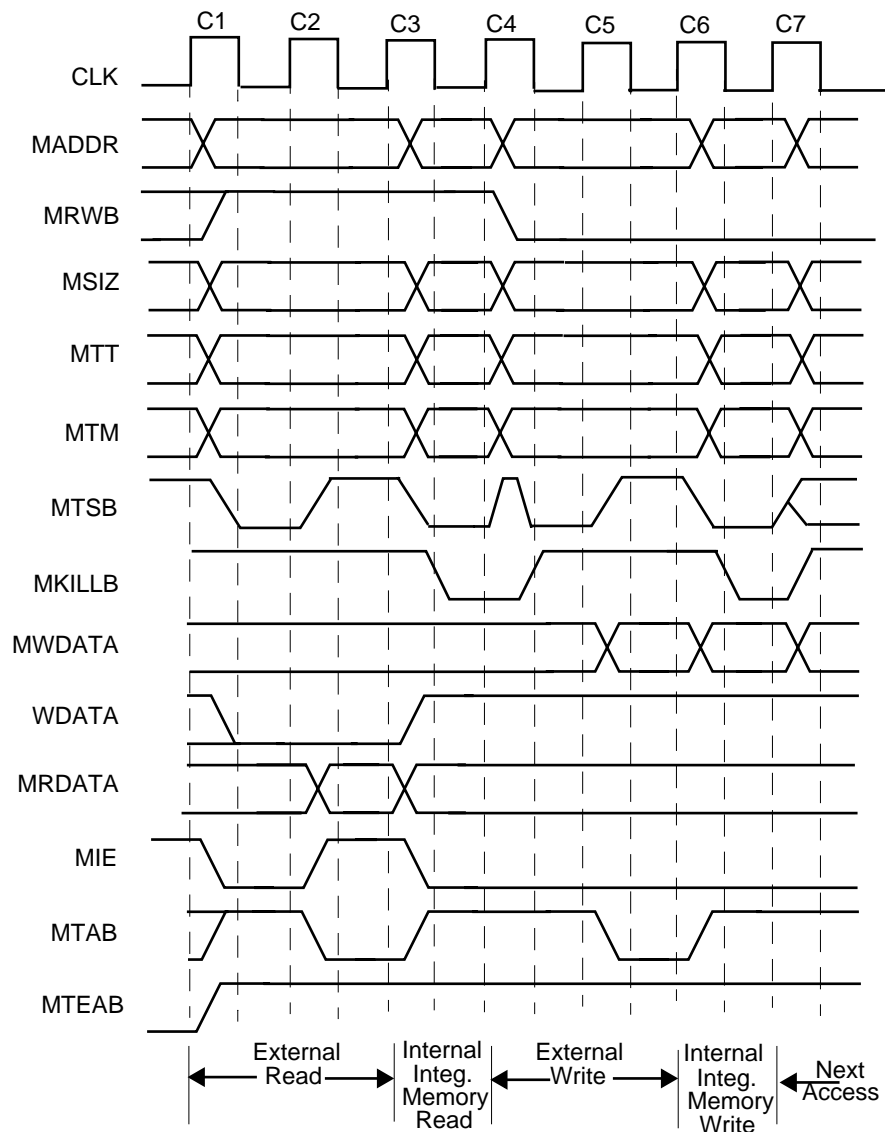 C1 C2 C3 C4 C5 C6 C7
CLK
MADDR
MRWB
MSIZ
MTT
MTM
MTSB
MKILLB
MWDATA
WDATA
MRDATA
MIE
MTAB
MTEAB
External
Read
Internal
Integ.
Memory
Read
External
Write
Internal
Integ.
Memory
Write
Next
Access